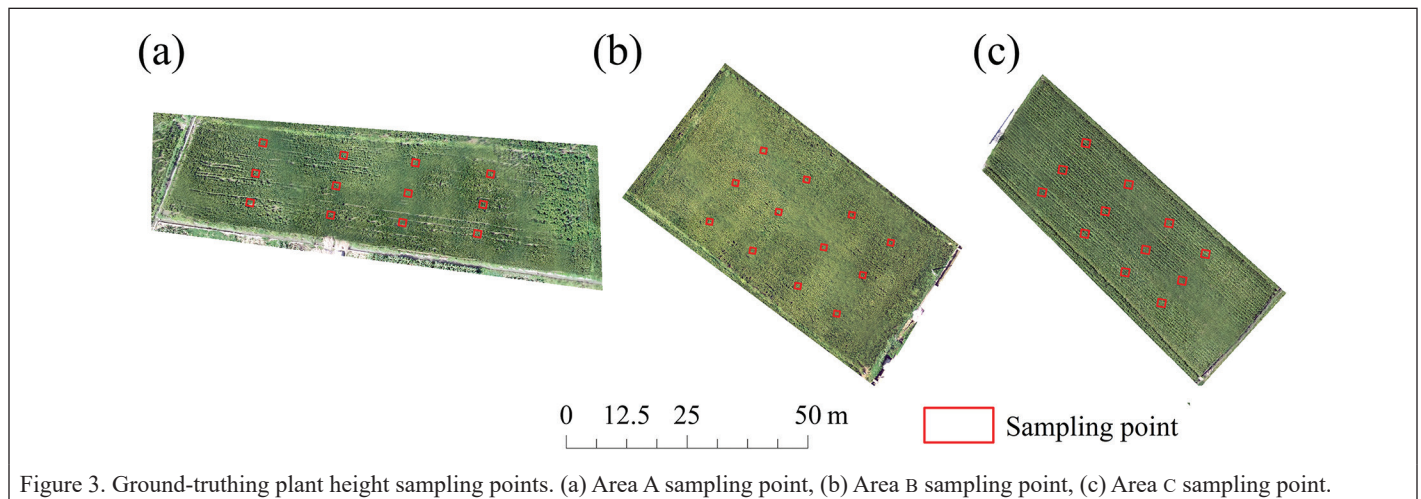 (a)
(b)
(c)
0 12.5 25 50 m
Sampling point
Figure 3. Ground-truthing plant height sampling points. (a) Area A sampling point, (b) Area B sampling point, (c) Area C sampling point.